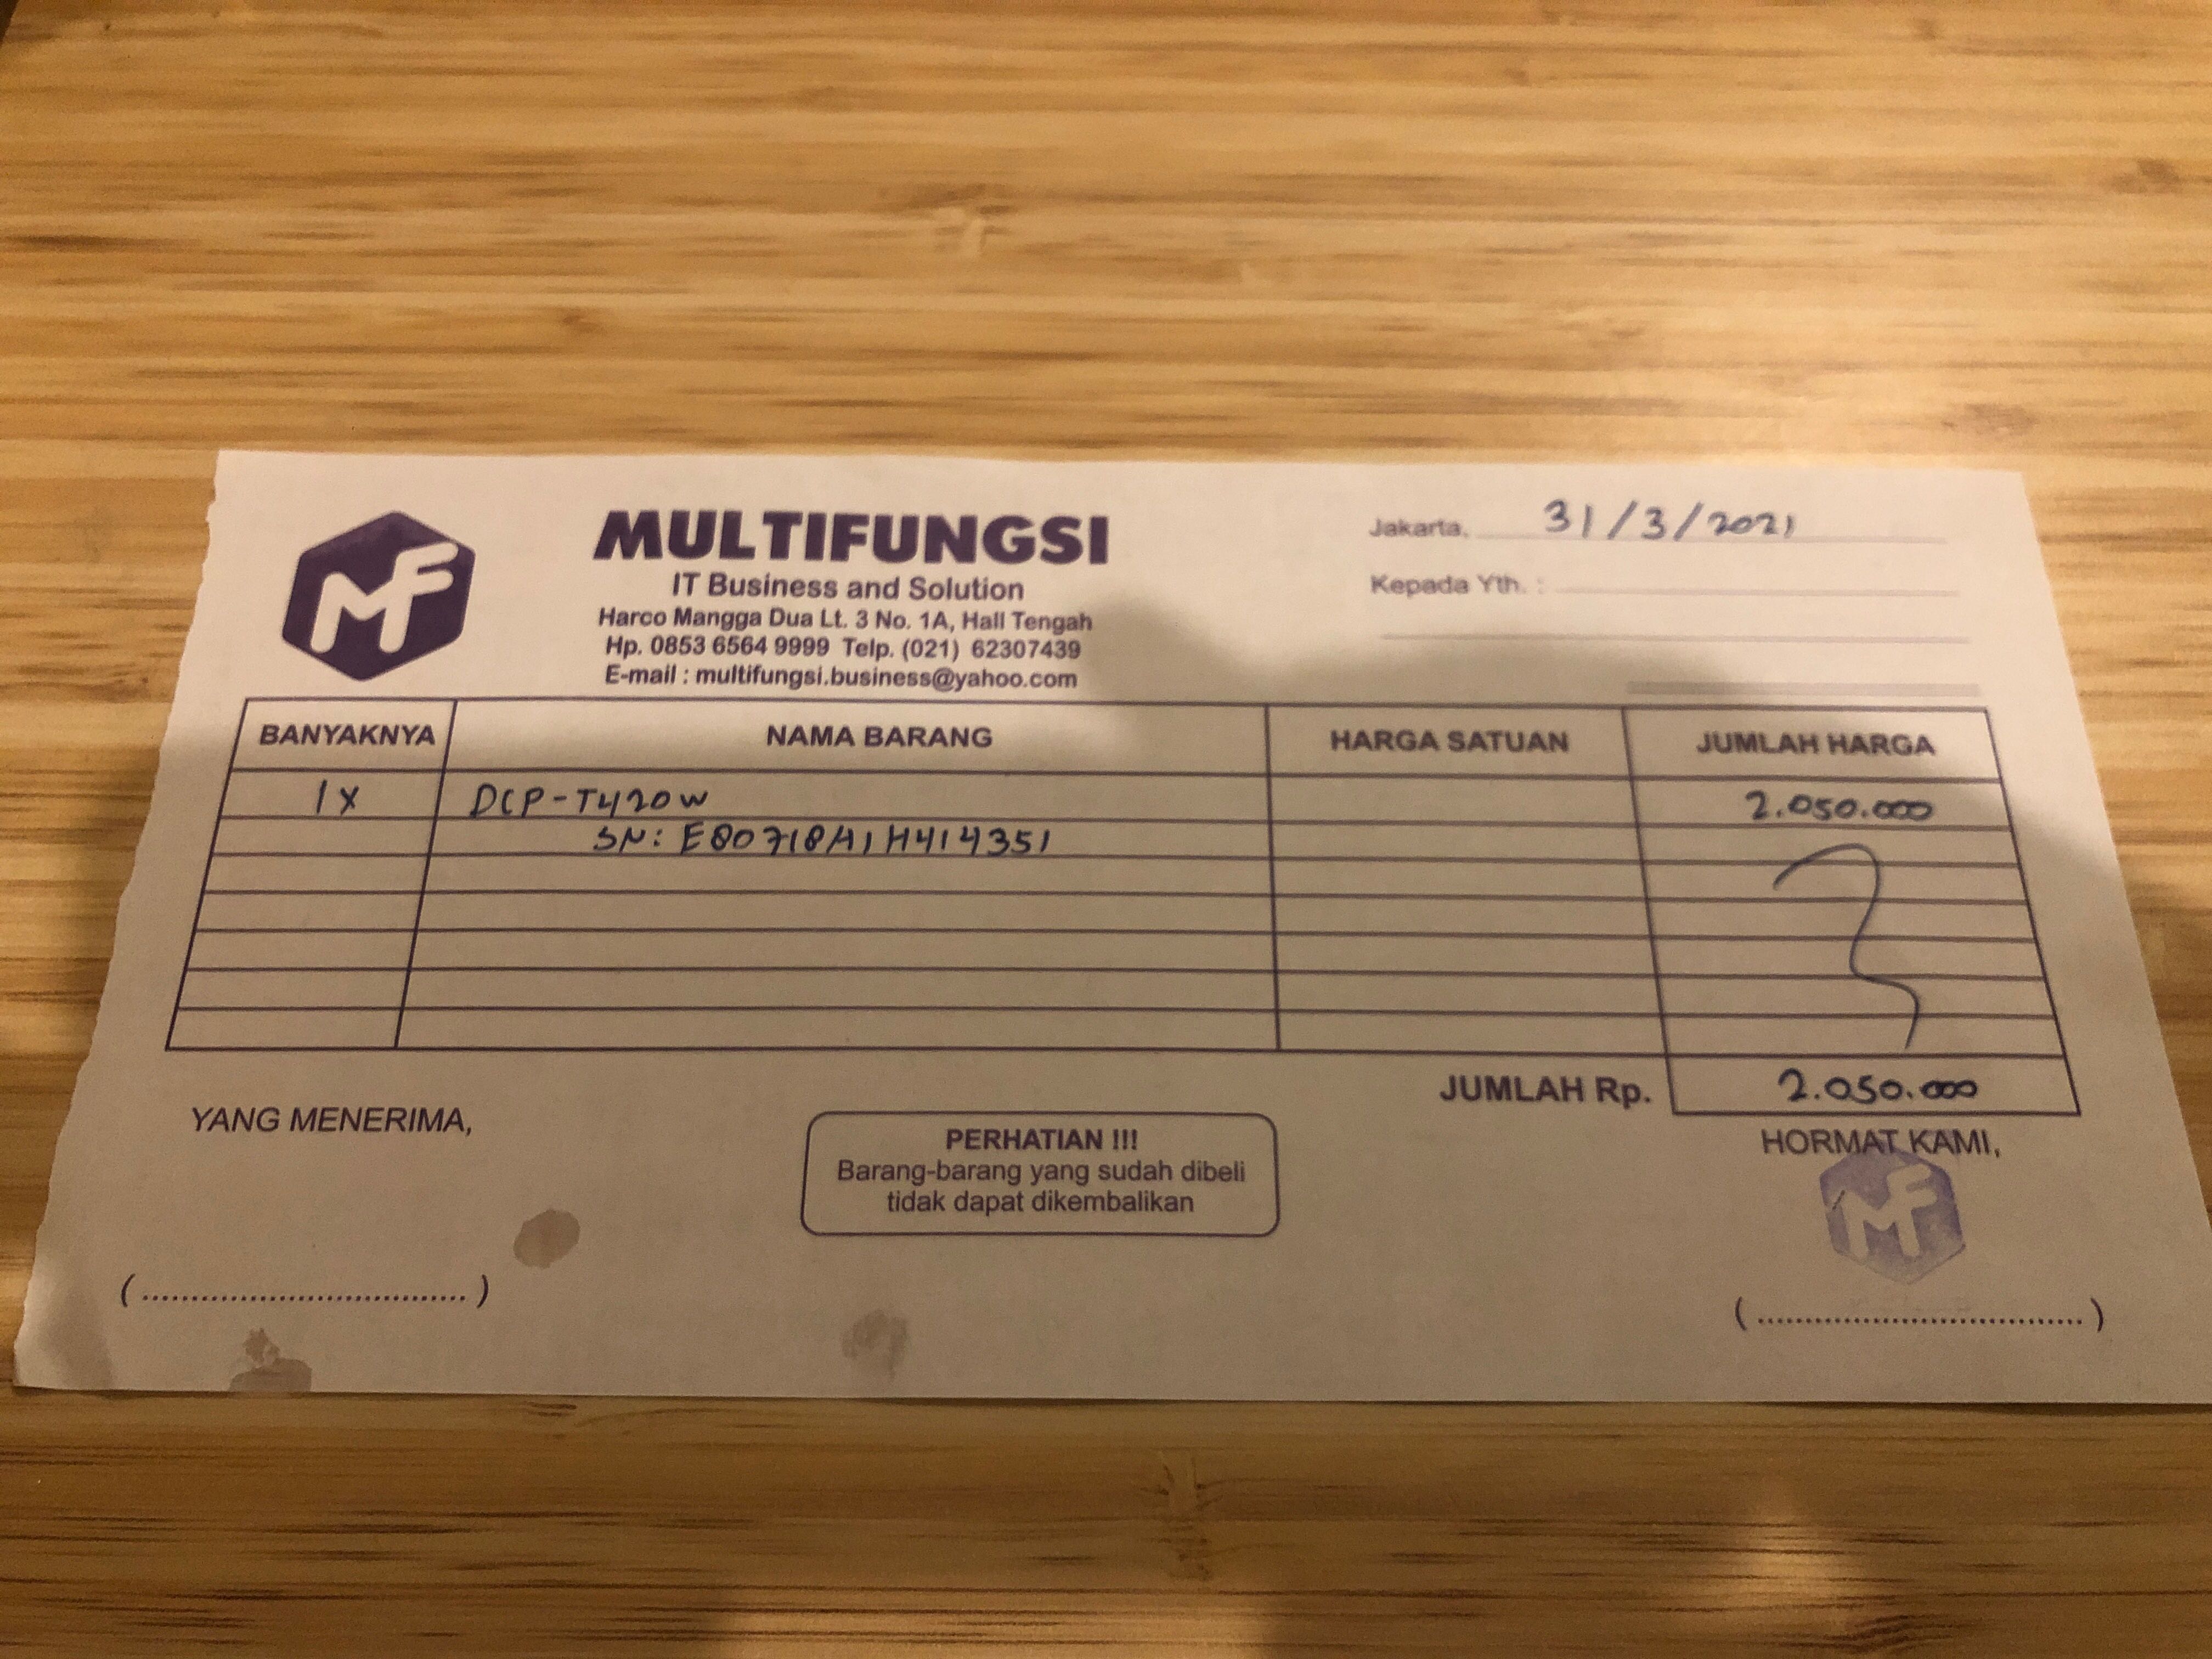 MF
MULTIFUNGSI
IT Business and Solution
Harco Mangga Dua Lt. 3 No. 1A, Hall Tengah
Hp. 0853 6564 9999 Telp. (021) 62307439
E-mail : multifungsi.business@yahoo.com
Jakarta, 31/3/2021
Kepada Yth. :
BANYAKNYA NAMA BARANG HARGA SATUAN JUMLAH HARGA
1x DCP-T420W 2.050.000
SN: E80718A1H414351
JUMLAH Rp. 2.050.000
YANG MENERIMA,
PERHATIAN !!!
Barang-barang yang sudah dibeli
tidak dapat dikembalikan
HORMAT KAMI,
MF
(..................................)
(..................................)